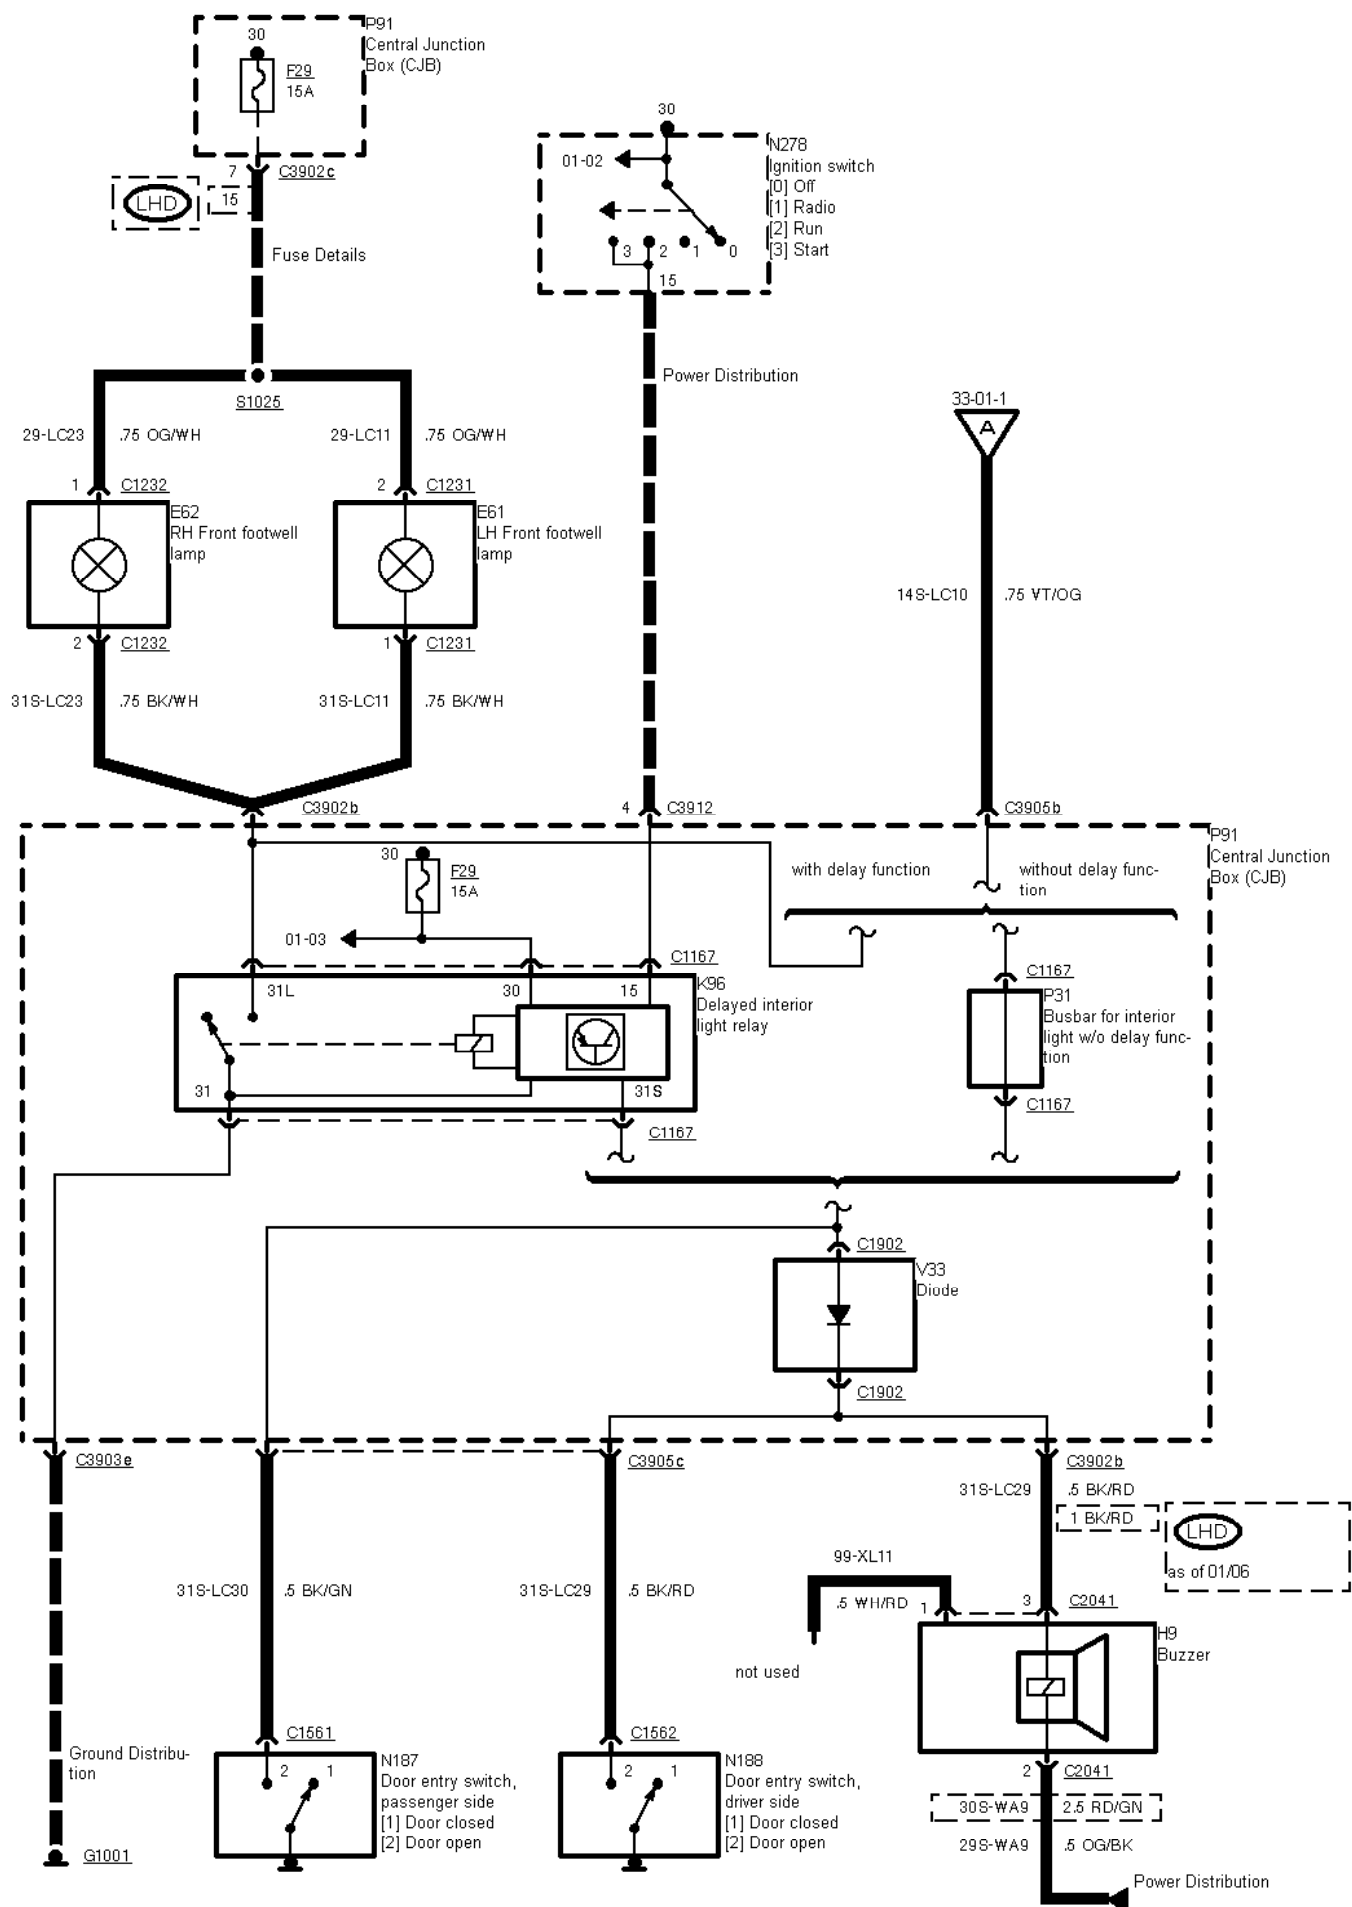 30
P91
Central Junction
Box (CJB)
F29
15A
7
C3902c
LHD
15
Fuse Details
30
N278
Ignition switch
[0] Off
[1] Radio
[2] Run
[3] Start
01-02
3
2
1
0
15
Power Distribution
S1025
33-01-1
A
29-LC23
.75 OG/WH
29-LC11
.75 OG/WH
1
C1232
2
C1231
E62
RH Front footwell
lamp
E61
LH Front footwell
lamp
14S-LC10
.75 VT/OG
2
C1232
1
C1231
31S-LC23
.75 BK/WH
31S-LC11
.75 BK/WH
C3902b
4
C3912
C3905b
P91
Central Junction
Box (CJB)
30
F29
15A
with delay function
without delay func-
tion
01-03
C1167
C1167
31L
30
15
K96
Delayed interior
light relay
P31
Busbar for interior
light w/o delay func-
tion
31
31S
C1167
C1167
C1902
V33
Diode
C1902
C3903e
C3905c
C3902b
31S-LC29
.5 BK/RD
1 BK/RD
LHD
as of 01/06
99-XL11
31S-LC30
.5 BK/GN
31S-LC29
.5 BK/RD
.5 WH/RD
1
3
C2041
H9
Buzzer
not used
C1561
C1562
Ground Distribu-
tion
2
1
N187
Door entry switch,
passenger side
[1] Door closed
[2] Door open
2
1
N188
Door entry switch,
driver side
[1] Door closed
[2] Door open
2
C2041
30S-WA9
2.5 RD/GN
29S-WA9
.5 OG/BK
G1001
Power Distribution